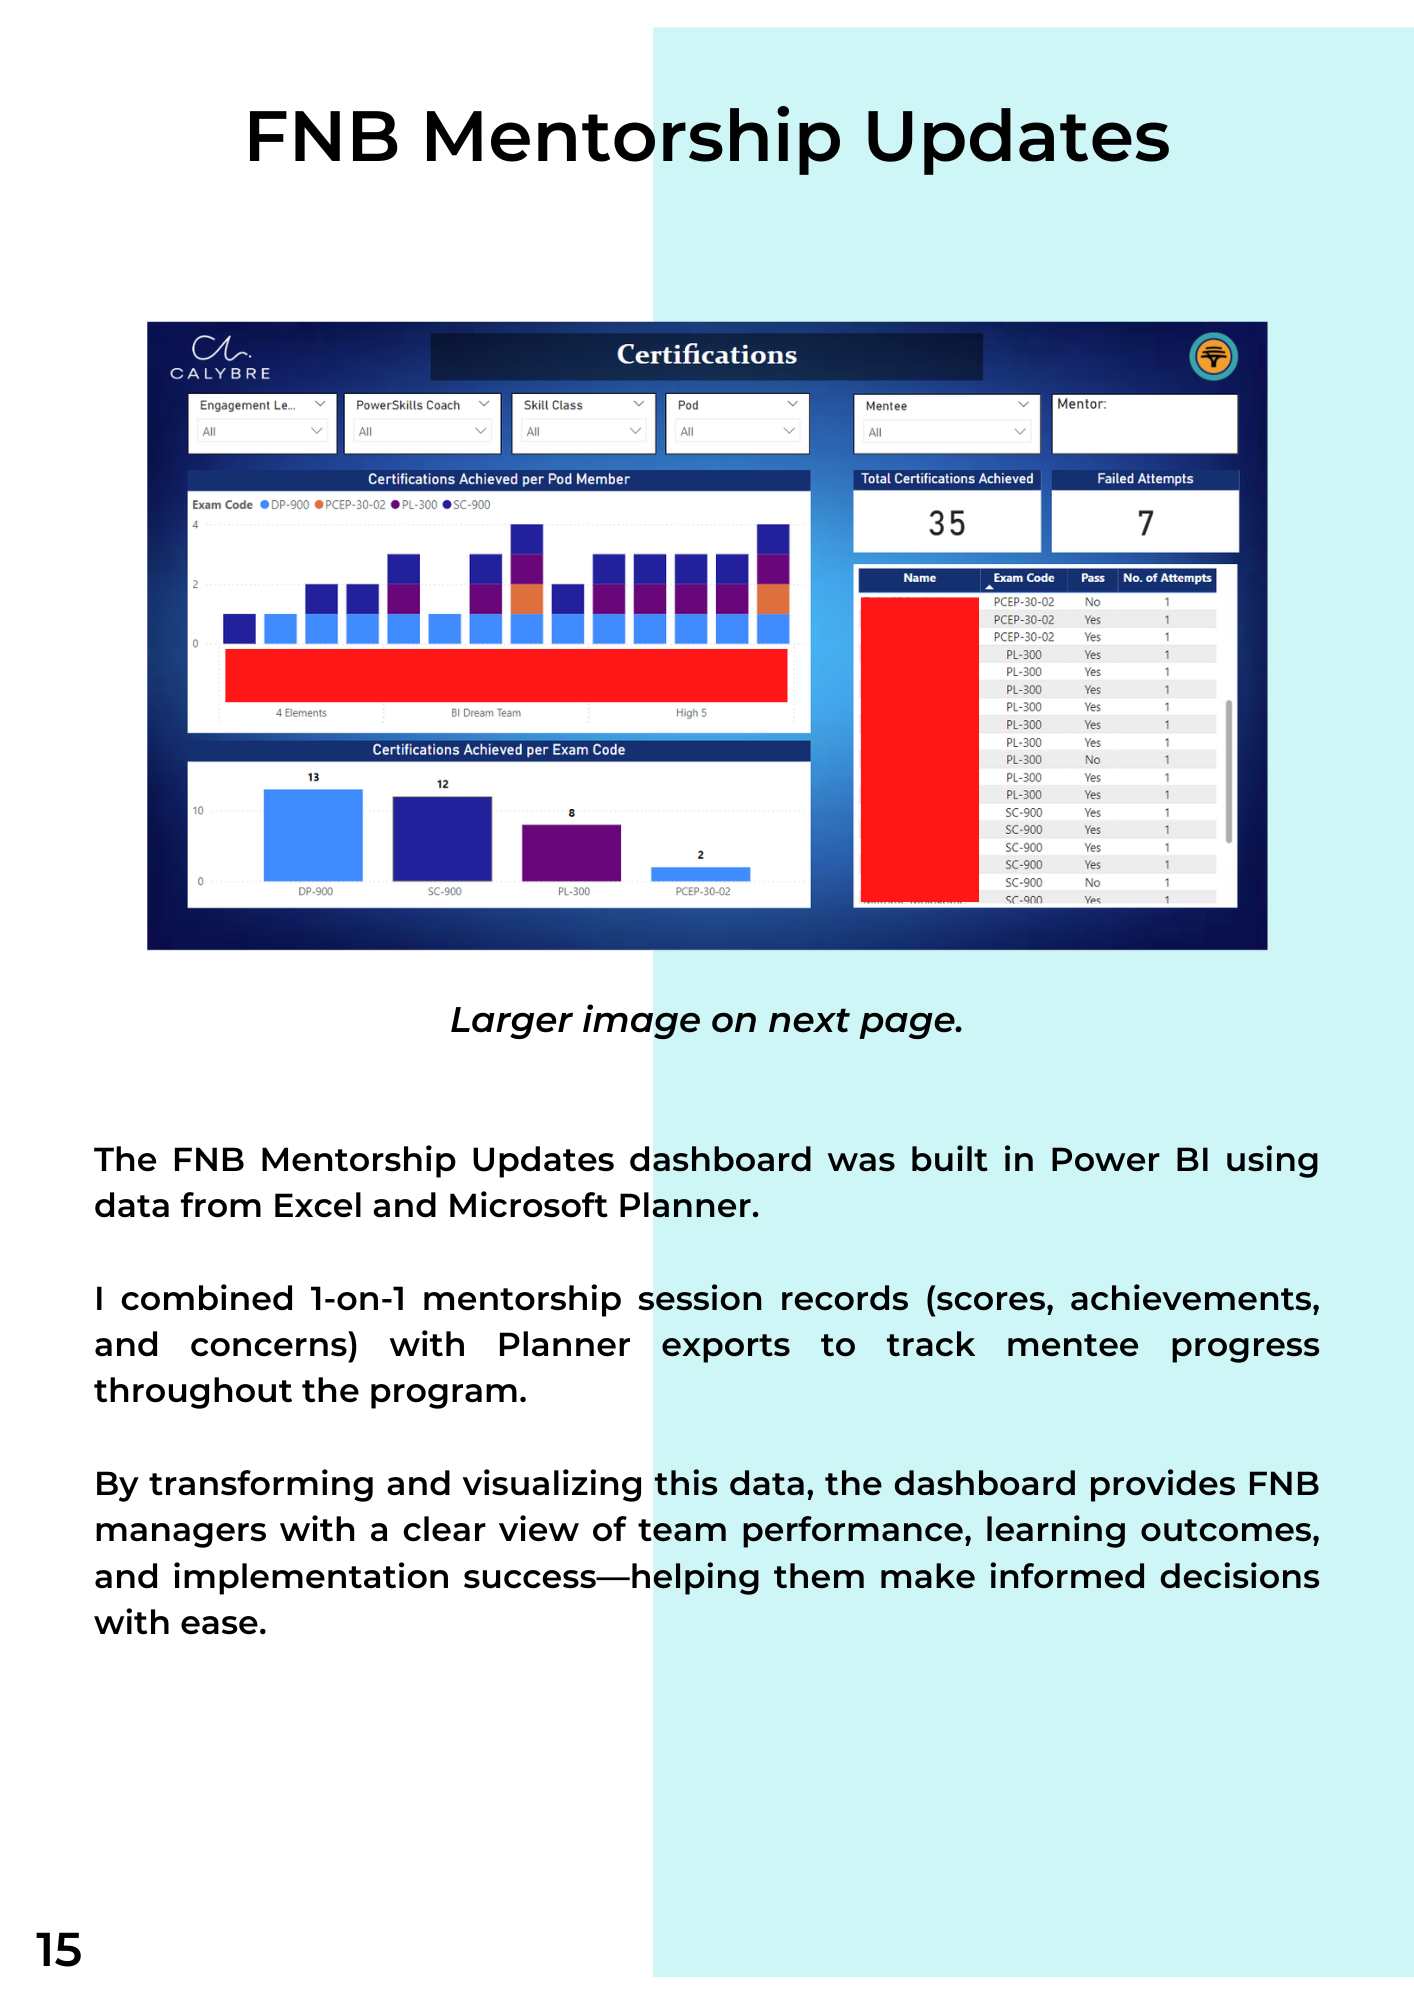 FNB Mentorship Updates
CALYBRE
Certifications
Engagement Le...
All
PowerSkills Coach
All
Skill Class
All
Pod
All
Mentee
All
Mentor:
Certifications Achieved per Pod Member
Exam Code DP-900 PCEP-30-02 PL-300 SC-900
4
2
0
4 Elements BI Dream Team High 5
Certifications Achieved per Exam Code
13
12
8
2
10
0
DP-900 SC-900 PL-300 PCEP-30-02
Total Certifications Achieved
35
Failed Attempts
7
Name Exam Code Pass No. of Attempts
PCEP-30-02 No 1
PCEP-30-02 Yes 1
PCEP-30-02 Yes 1
PL-300 Yes 1
PL-300 Yes 1
PL-300 Yes 1
PL-300 Yes 1
PL-300 Yes 1
PL-300 Yes 1
PL-300 No 1
PL-300 Yes 1
PL-300 Yes 1
SC-900 Yes 1
SC-900 Yes 1
SC-900 Yes 1
SC-900 Yes 1
SC-900 No 1
SC-900 Yes 1
Larger image on next page.
The FNB Mentorship Updates dashboard was built in Power BI using
data from Excel and Microsoft Planner.
I combined 1-on-1 mentorship session records (scores, achievements,
and concerns) with Planner exports to track mentee progress
throughout the program.
By transforming and visualizing this data, the dashboard provides FNB
managers with a clear view of team performance, learning outcomes,
and implementation success—helping them make informed decisions
with ease.
15